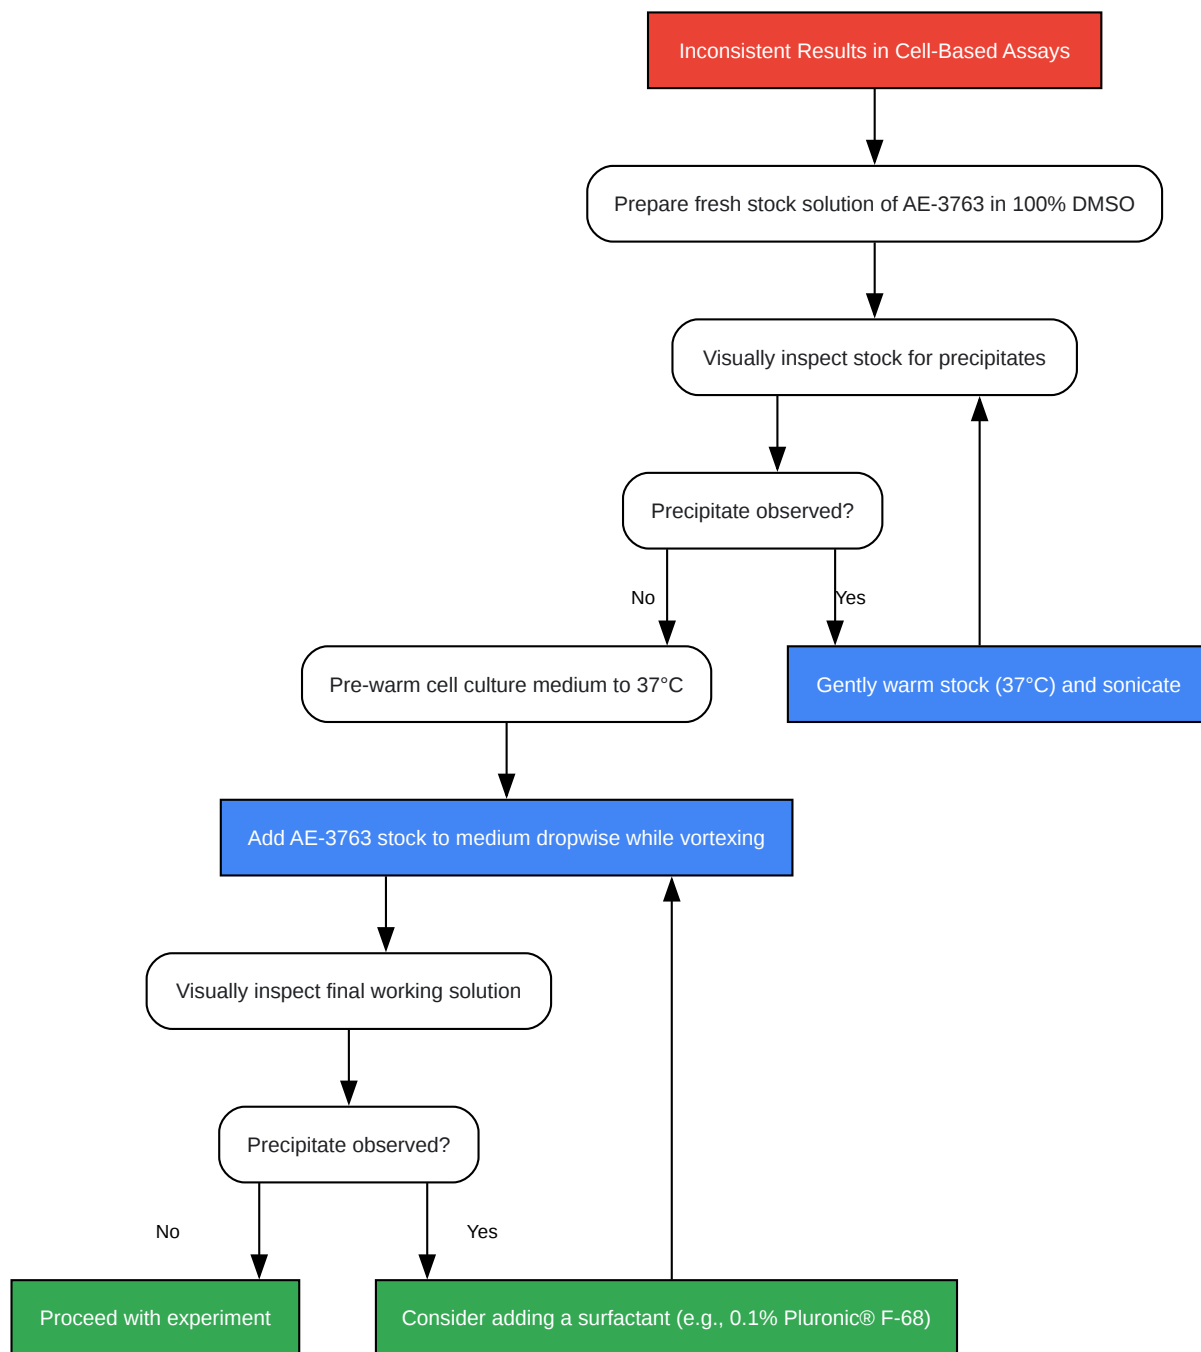 Inconsistent Results in Cell-Based Assays
Prepare fresh stock solution of AE-3763 in 100% DMSO
Visually inspect stock for precipitates
Precipitate observed?
No
Yes
Pre-warm cell culture medium to 37°C
Gently warm stock (37°C) and sonicate
Add AE-3763 stock to medium dropwise while vortexing
Visually inspect final working solution
Precipitate observed?
No
Yes
Proceed with experiment
Consider adding a surfactant (e.g., 0.1% Pluronic® F-68)